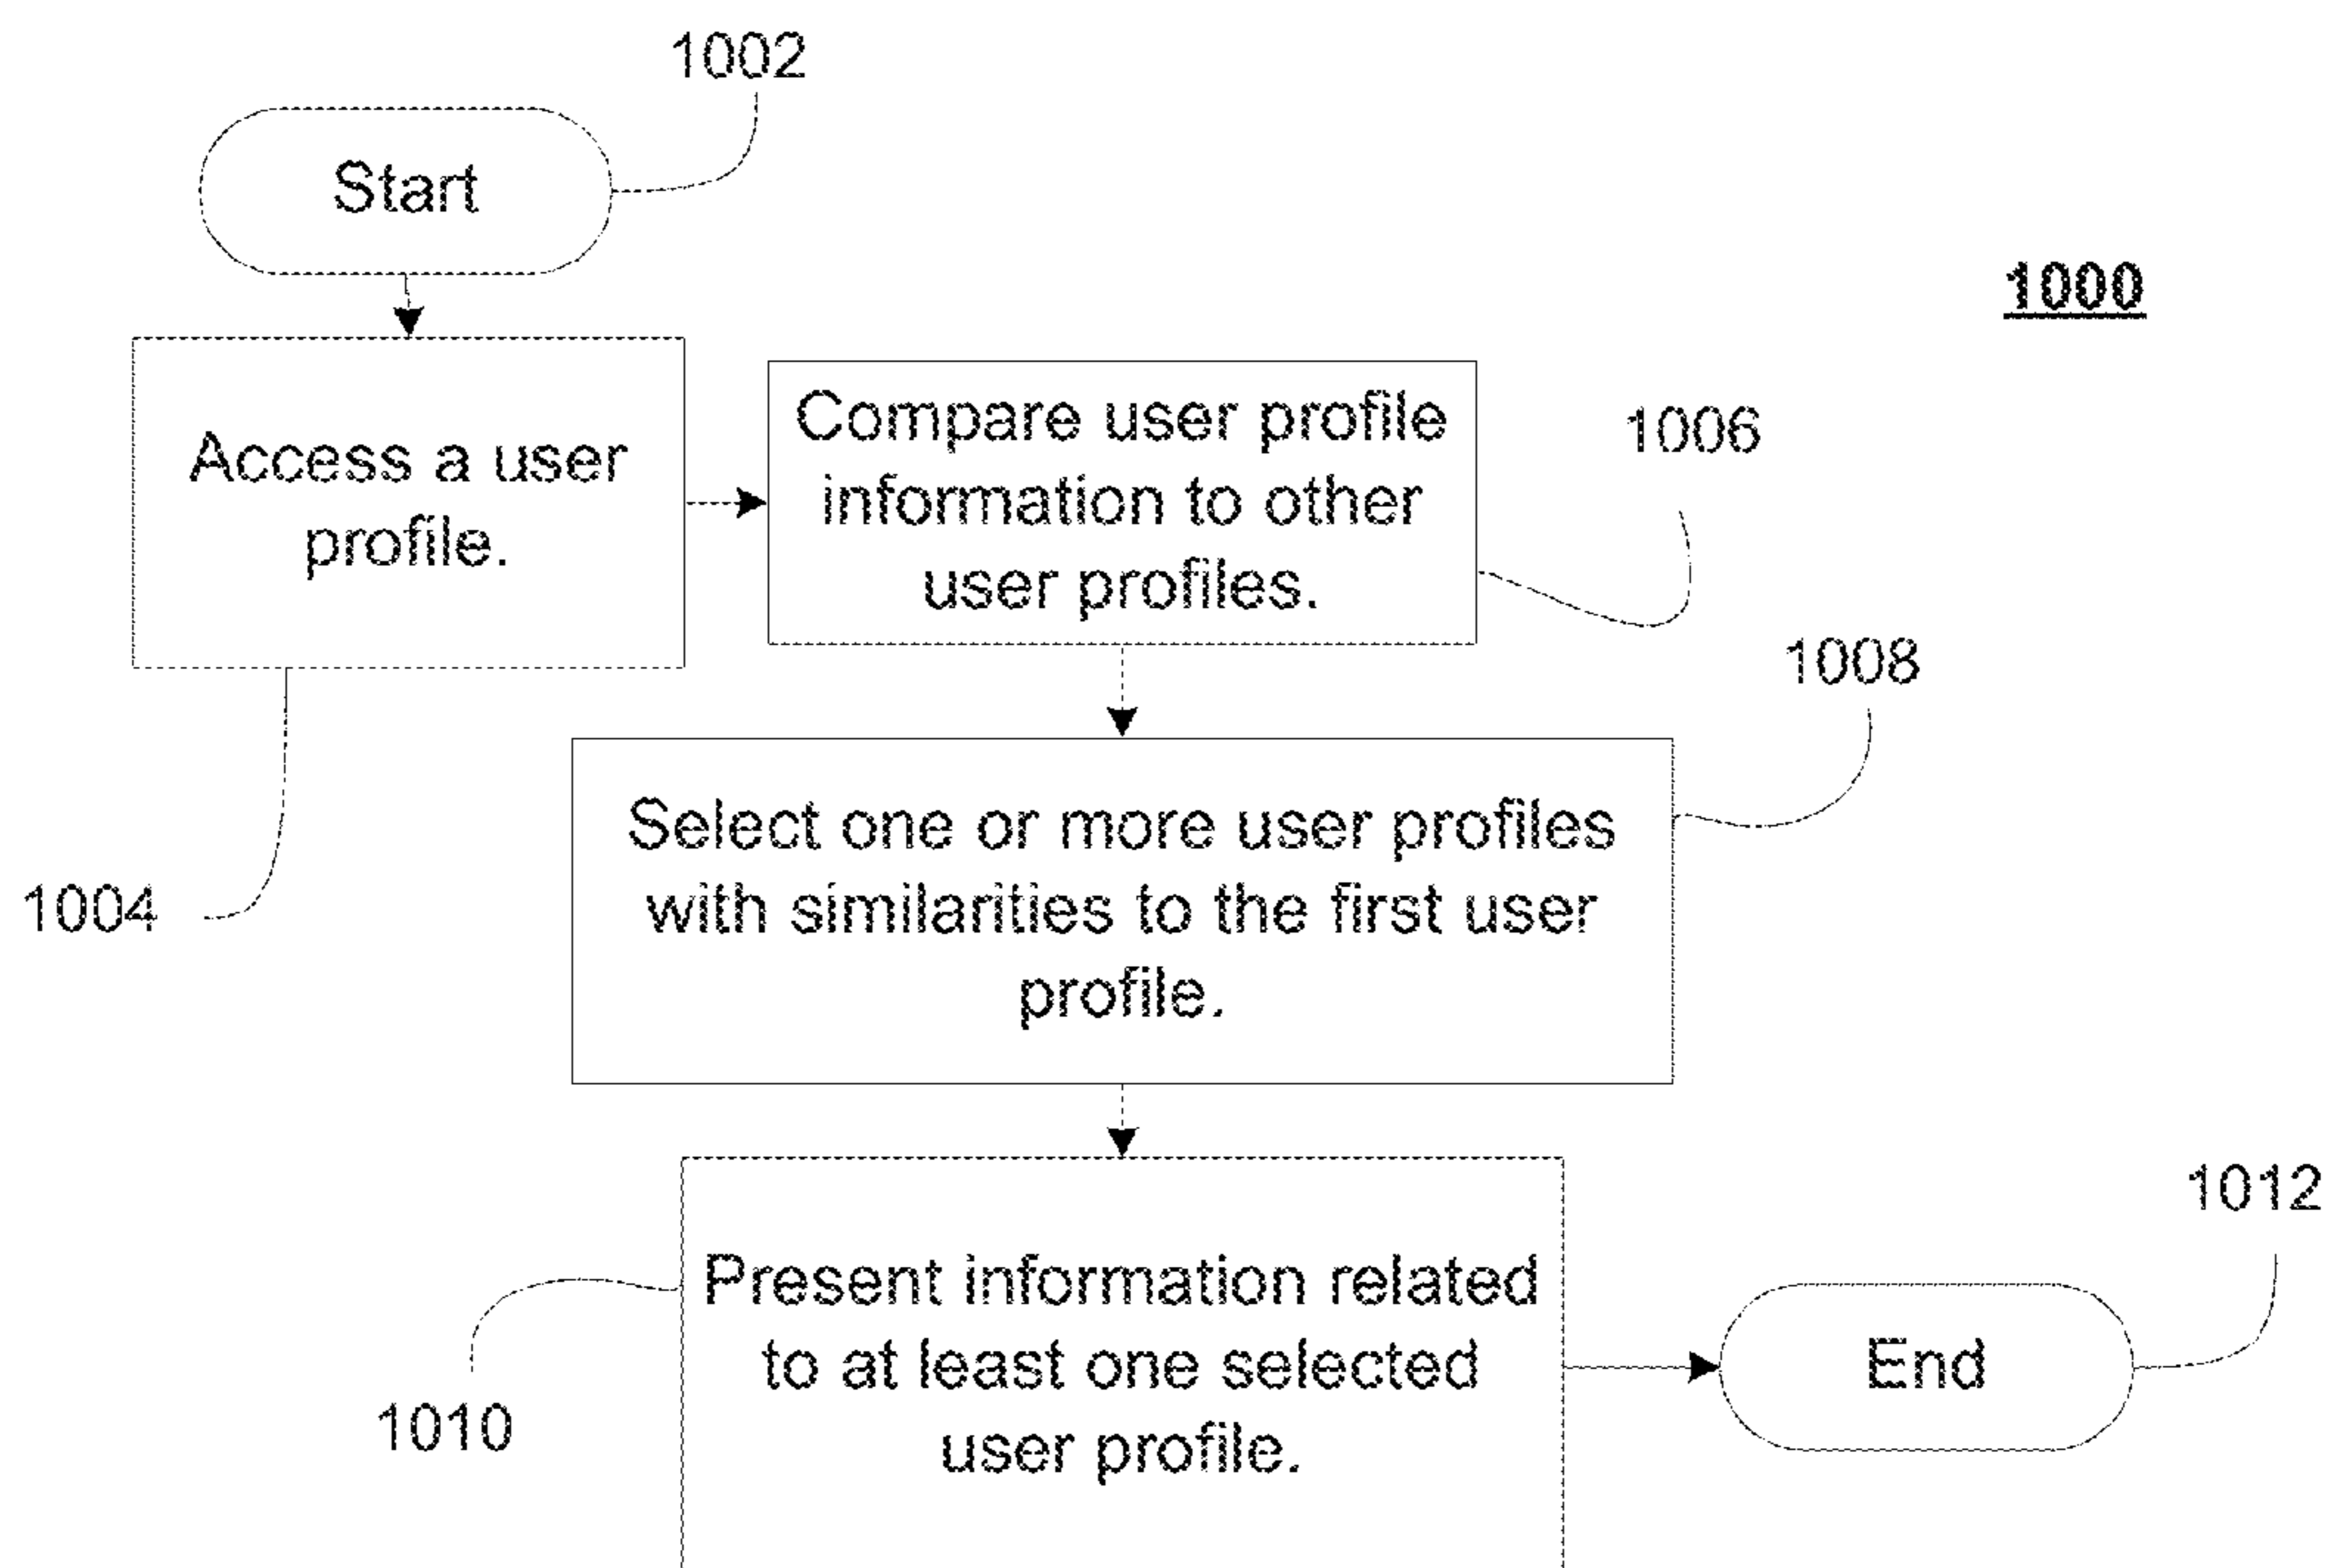 1002
Start
1000
Access a user
profile.
Compare user profile
information to other
user profiles.
1006
1008
1004
Select one or more user profiles
with similarities to the first user
profile.
1012
Present information related
to at least one selected
user profile.
1010
End